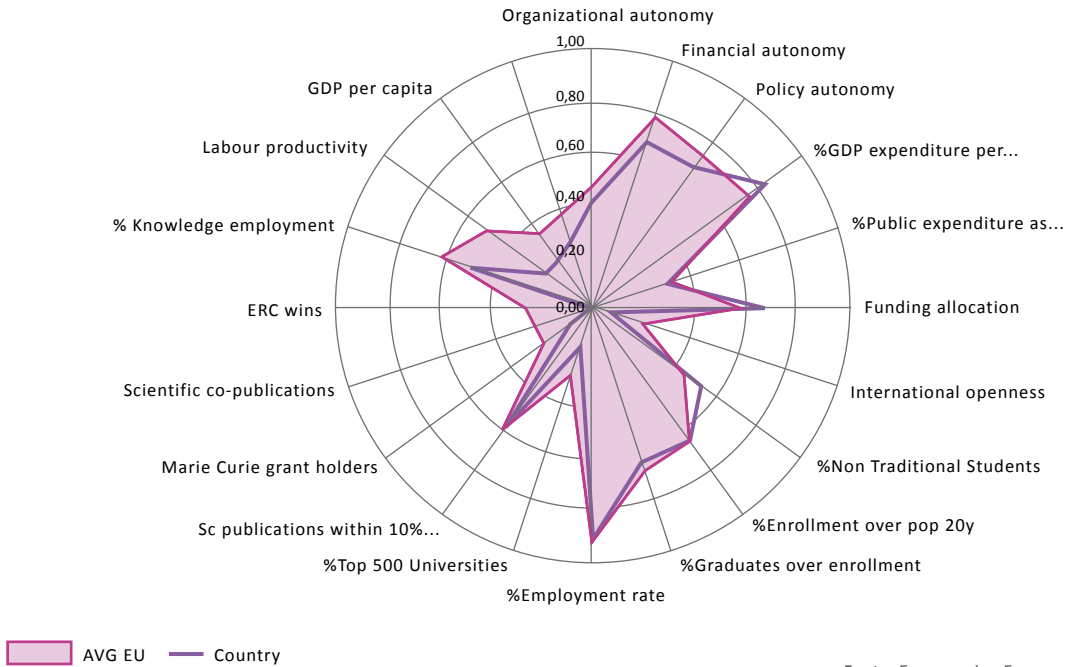 Organizational autonomy
1,00
Financial autonomy
GDP per capita
0,80
Policy autonomy
Labour productivity
0,60
%GDP expenditure per...
% Knowledge employment
0,40
%Public expenditure as...
0,20
ERC wins
0,00
Funding allocation
Scientific co-publications
International openness
Marie Curie grant holders
%Non Traditional Students
Sc publications within 10%...
%Enrollment over pop 20y
%Top 500 Universities
%Graduates over enrollment
%Employment rate
AVG EU
Country